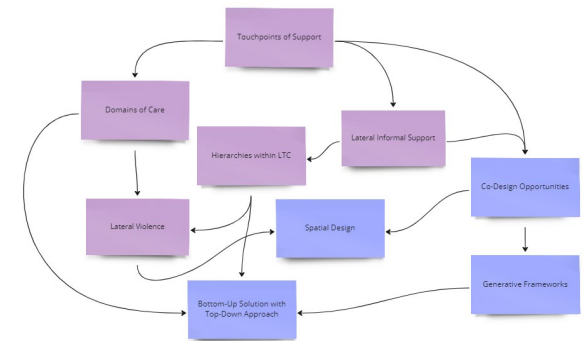 Touchpoints of Support
Domains of Care
Lateral Informal Support
Hierarchies within LTC
Co-Design Opportunities
Lateral Violence
Spatial Design
Generative Frameworks
Bottom-Up Solution with
Top-Down Approach